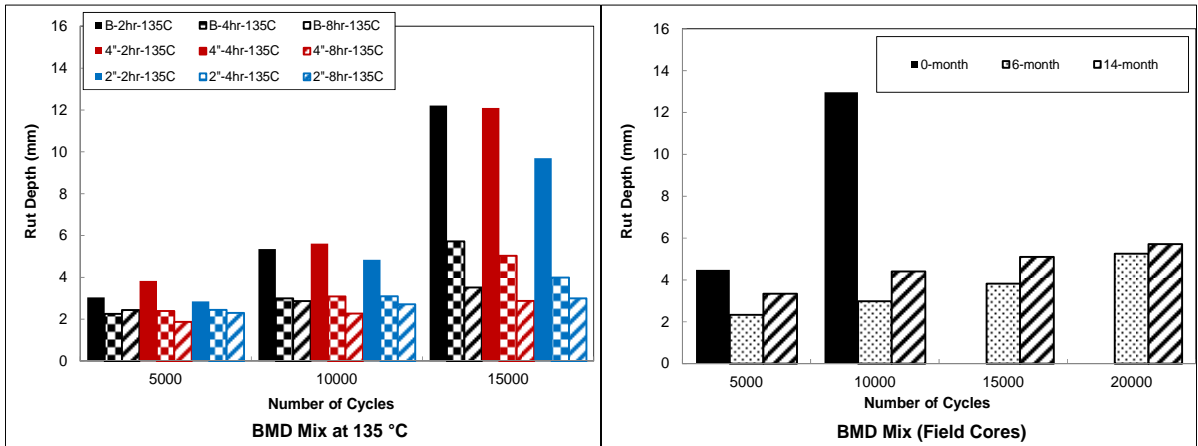 B-2hr-135C B-4hr-135C B-8hr-135C
4"-2hr-135C 4"-4hr-135C 4"-8hr-135C
2"-2hr-135C 2"-4hr-135C 2"-8hr-135C
16
14
12
10
8
6
4
2
0
Rut Depth (mm)
5000 10000 15000
Number of Cycles
BMD Mix at 135 °C
0-month 6-month 14-month
16
14
12
10
8
6
4
2
0
Rut Depth (mm)
5000 10000 15000 20000
Number of Cycles
BMD Mix (Field Cores)